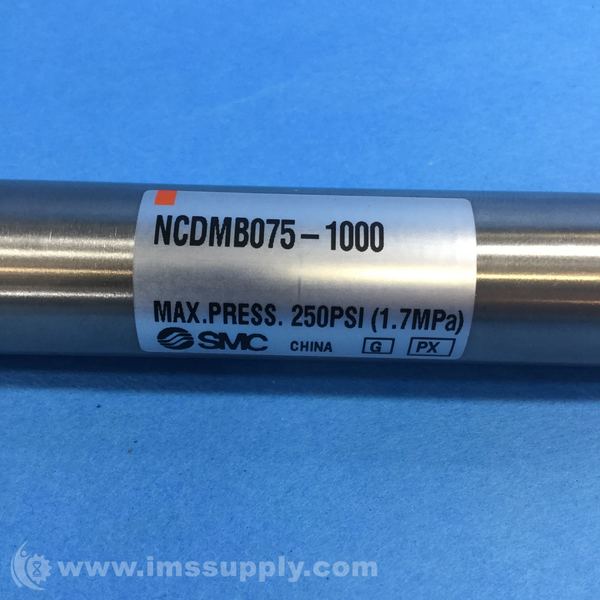 NCDMB075-1000
MAX.PRESS. 250PSI (1.7MPa)
SMC CHINA G PX
www.imssupply.com